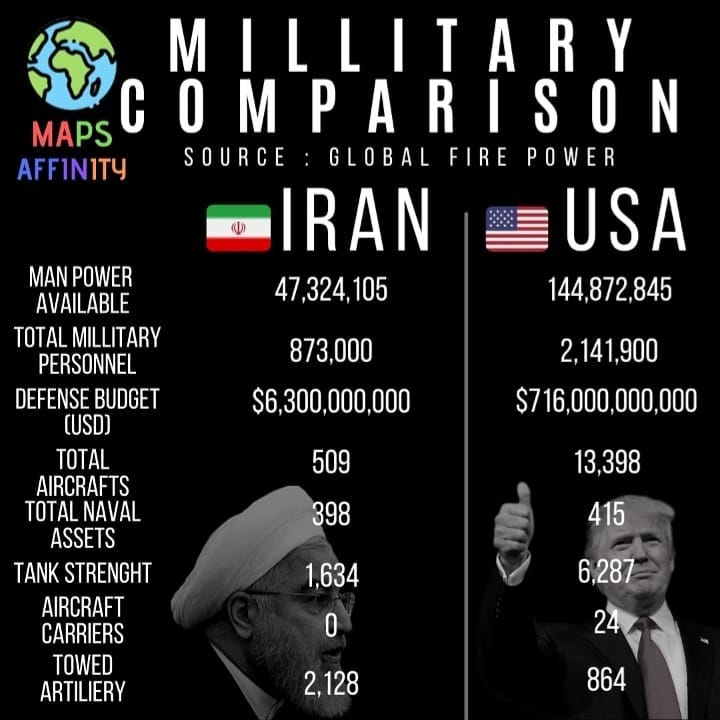 MILLITARY
COMPARISON
MAPS
AFFIN1TY
SOURCE : GLOBAL FIRE POWER
IRAN USA
MAN POWER
AVAILABLE 47,324,105 144,872,845
TOTAL MILLITARY
PERSONNEL 873,000 2,141,900
DEFENSE BUDGET
(USD) $6,300,000,000 $716,000,000,000
TOTAL
AIRCRAFTS 509 13,398
TOTAL NAVAL
ASSETS 398 415
TANK STRENGHT 1,634 6,287
AIRCRAFT
CARRIERS 0 24
TOWED
ARTILIERY 2,128 864